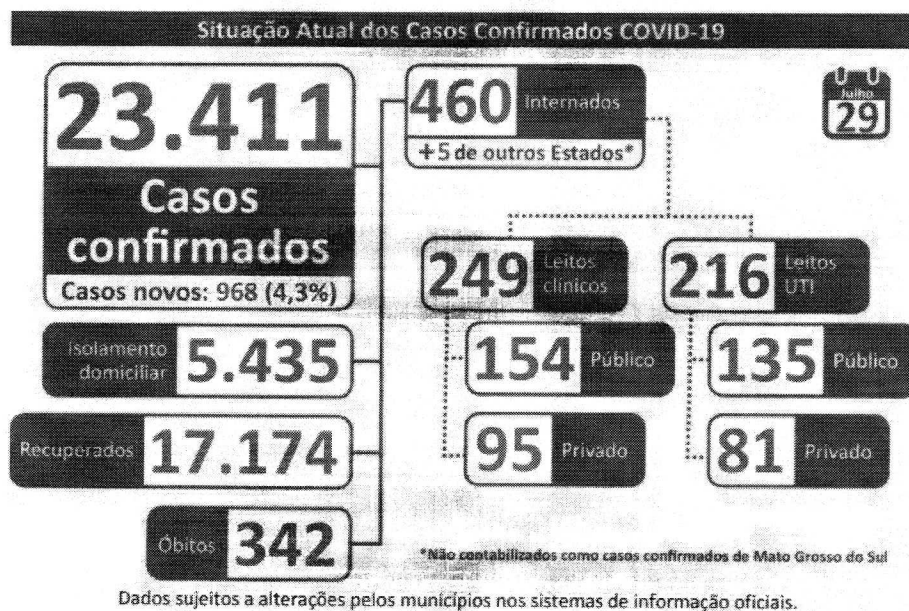 Situação Atual dos Casos Confirmados COVID-19
23.411
Casos
confirmados
Casos novos: 968 (4,3%)
460 Internados
+5 de outros Estados*
Julho
29
249 Leitos
clínicos
216 Leitos
UTI
154 Público
135 Público
95 Privado
81 Privado
Isolamento
domiciliar 5.435
Recuperados 17.174
Óbitos 342
*Não contabilizados como casos confirmados de Mato Grosso do Sul
Dados sujeitos a alterações pelos municípios nos sistemas de informação oficiais.